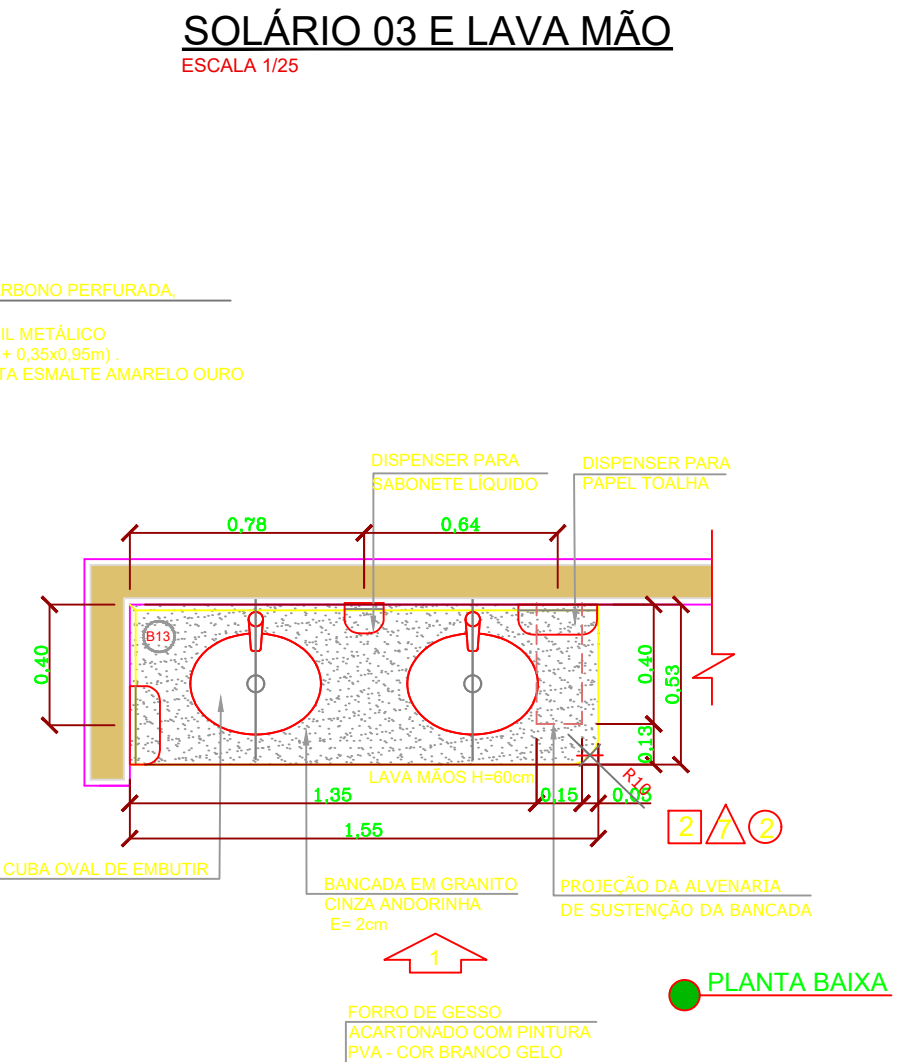 SOLÁRIO 03 E LAVA MÃO
ESCALA 1/25
RBONO PERFURADA,
IL METÁLICO
+ 0,35x0,95m) .
TA ESMALTE AMARELO OURO
DISPENSER PARA
SABONETE LÍQUIDO
DISPENSER PARA
PAPEL TOALHA
0,78
0,64
B13
0,40
0,40
0,53
0,13
R10
LAVA MÃOS H=60cm
1,35
0,15
0,05
1,55
2
7
2
CUBA OVAL DE EMBUTIR
BANCADA EM GRANITO
CINZA ANDORINHA
E= 2cm
PROJEÇÃO DA ALVENARIA
DE SUSTENÇÃO DA BANCADA
1
PLANTA BAIXA
FORRO DE GESSO
ACARTONADO COM PINTURA
PVA - COR BRANCO GELO